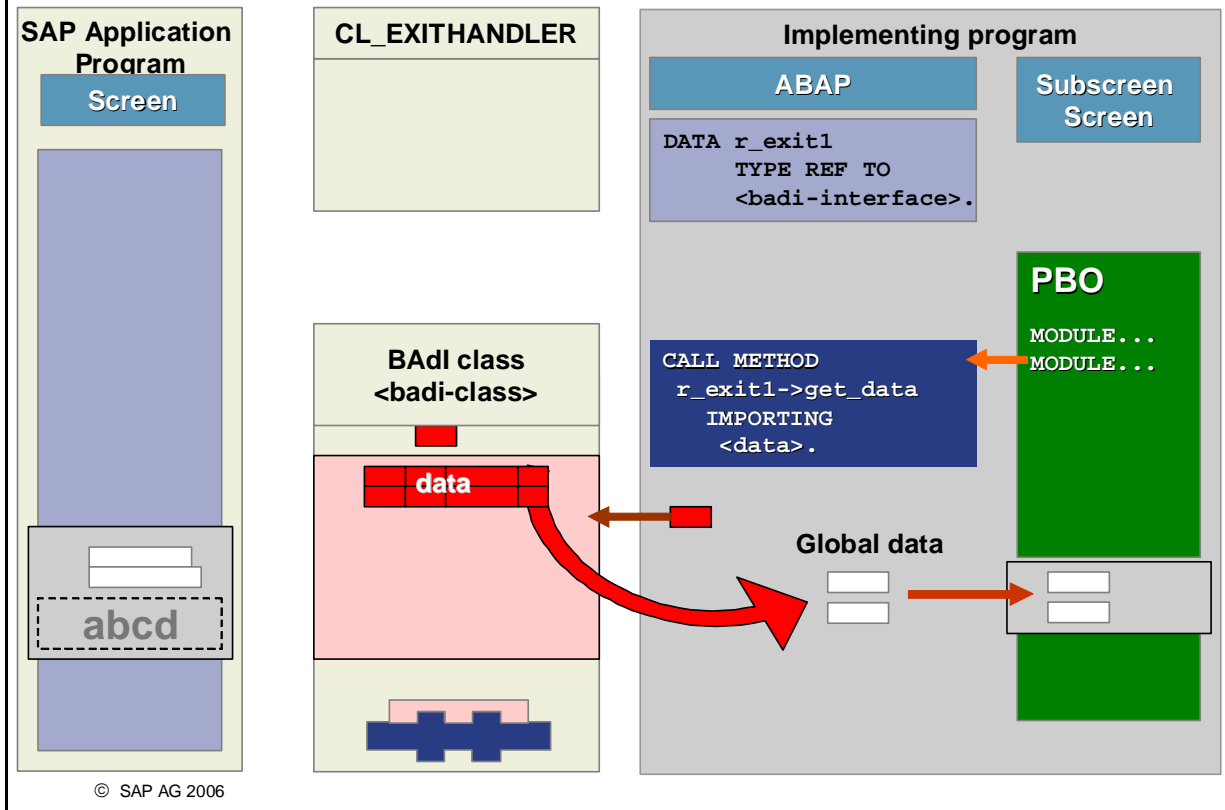 SAP Application
Program
Screen
abcd
CL_EXITHANDLER
BAdI class
<badi-class>
data
Implementing program
ABAP
DATA r_exit1
TYPE REF TO
<badi-interface>.
CALL METHOD
r_exit1->get_data
IMPORTING
<data>.
Global data
Subscreen
Screen
PBO
MODULE...
MODULE...
© SAP AG 2006